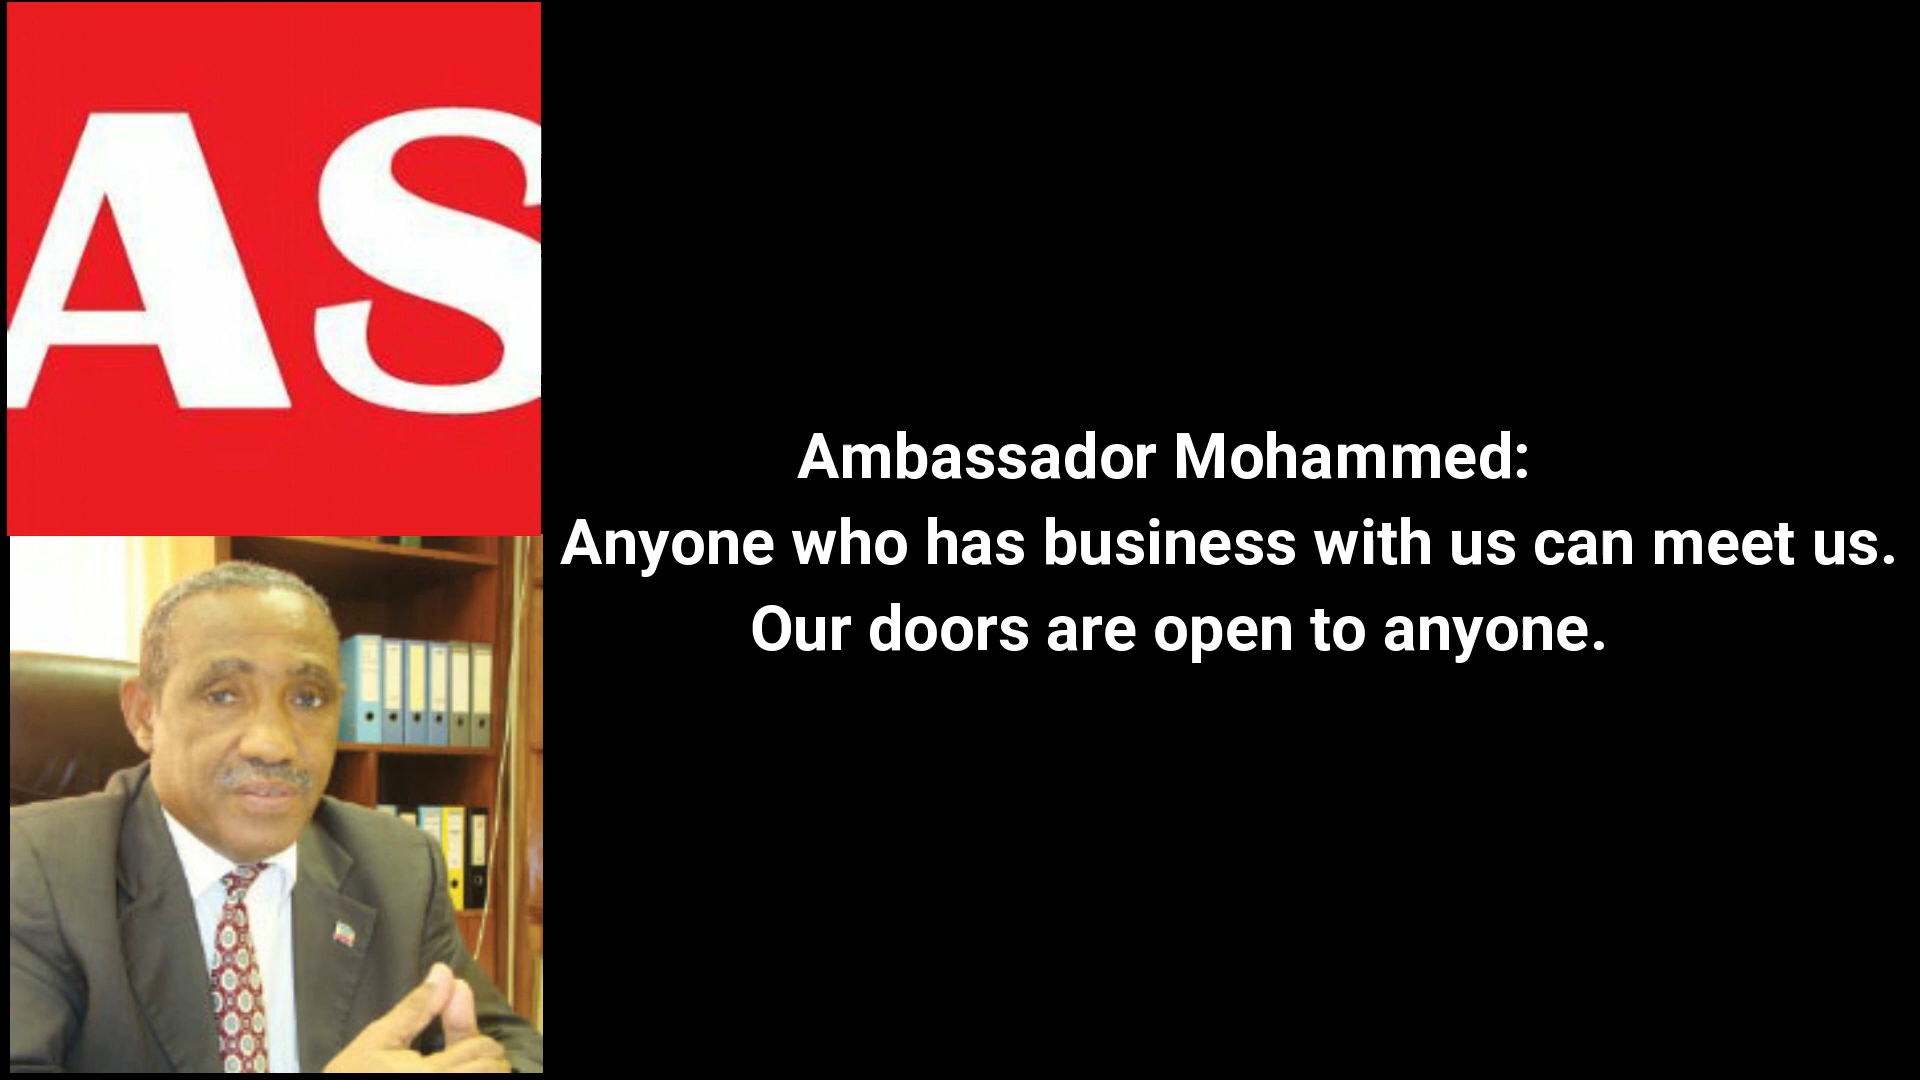 AS
Ambassador Mohammed:
Anyone who has business with us can meet us.
Our doors are open to anyone.